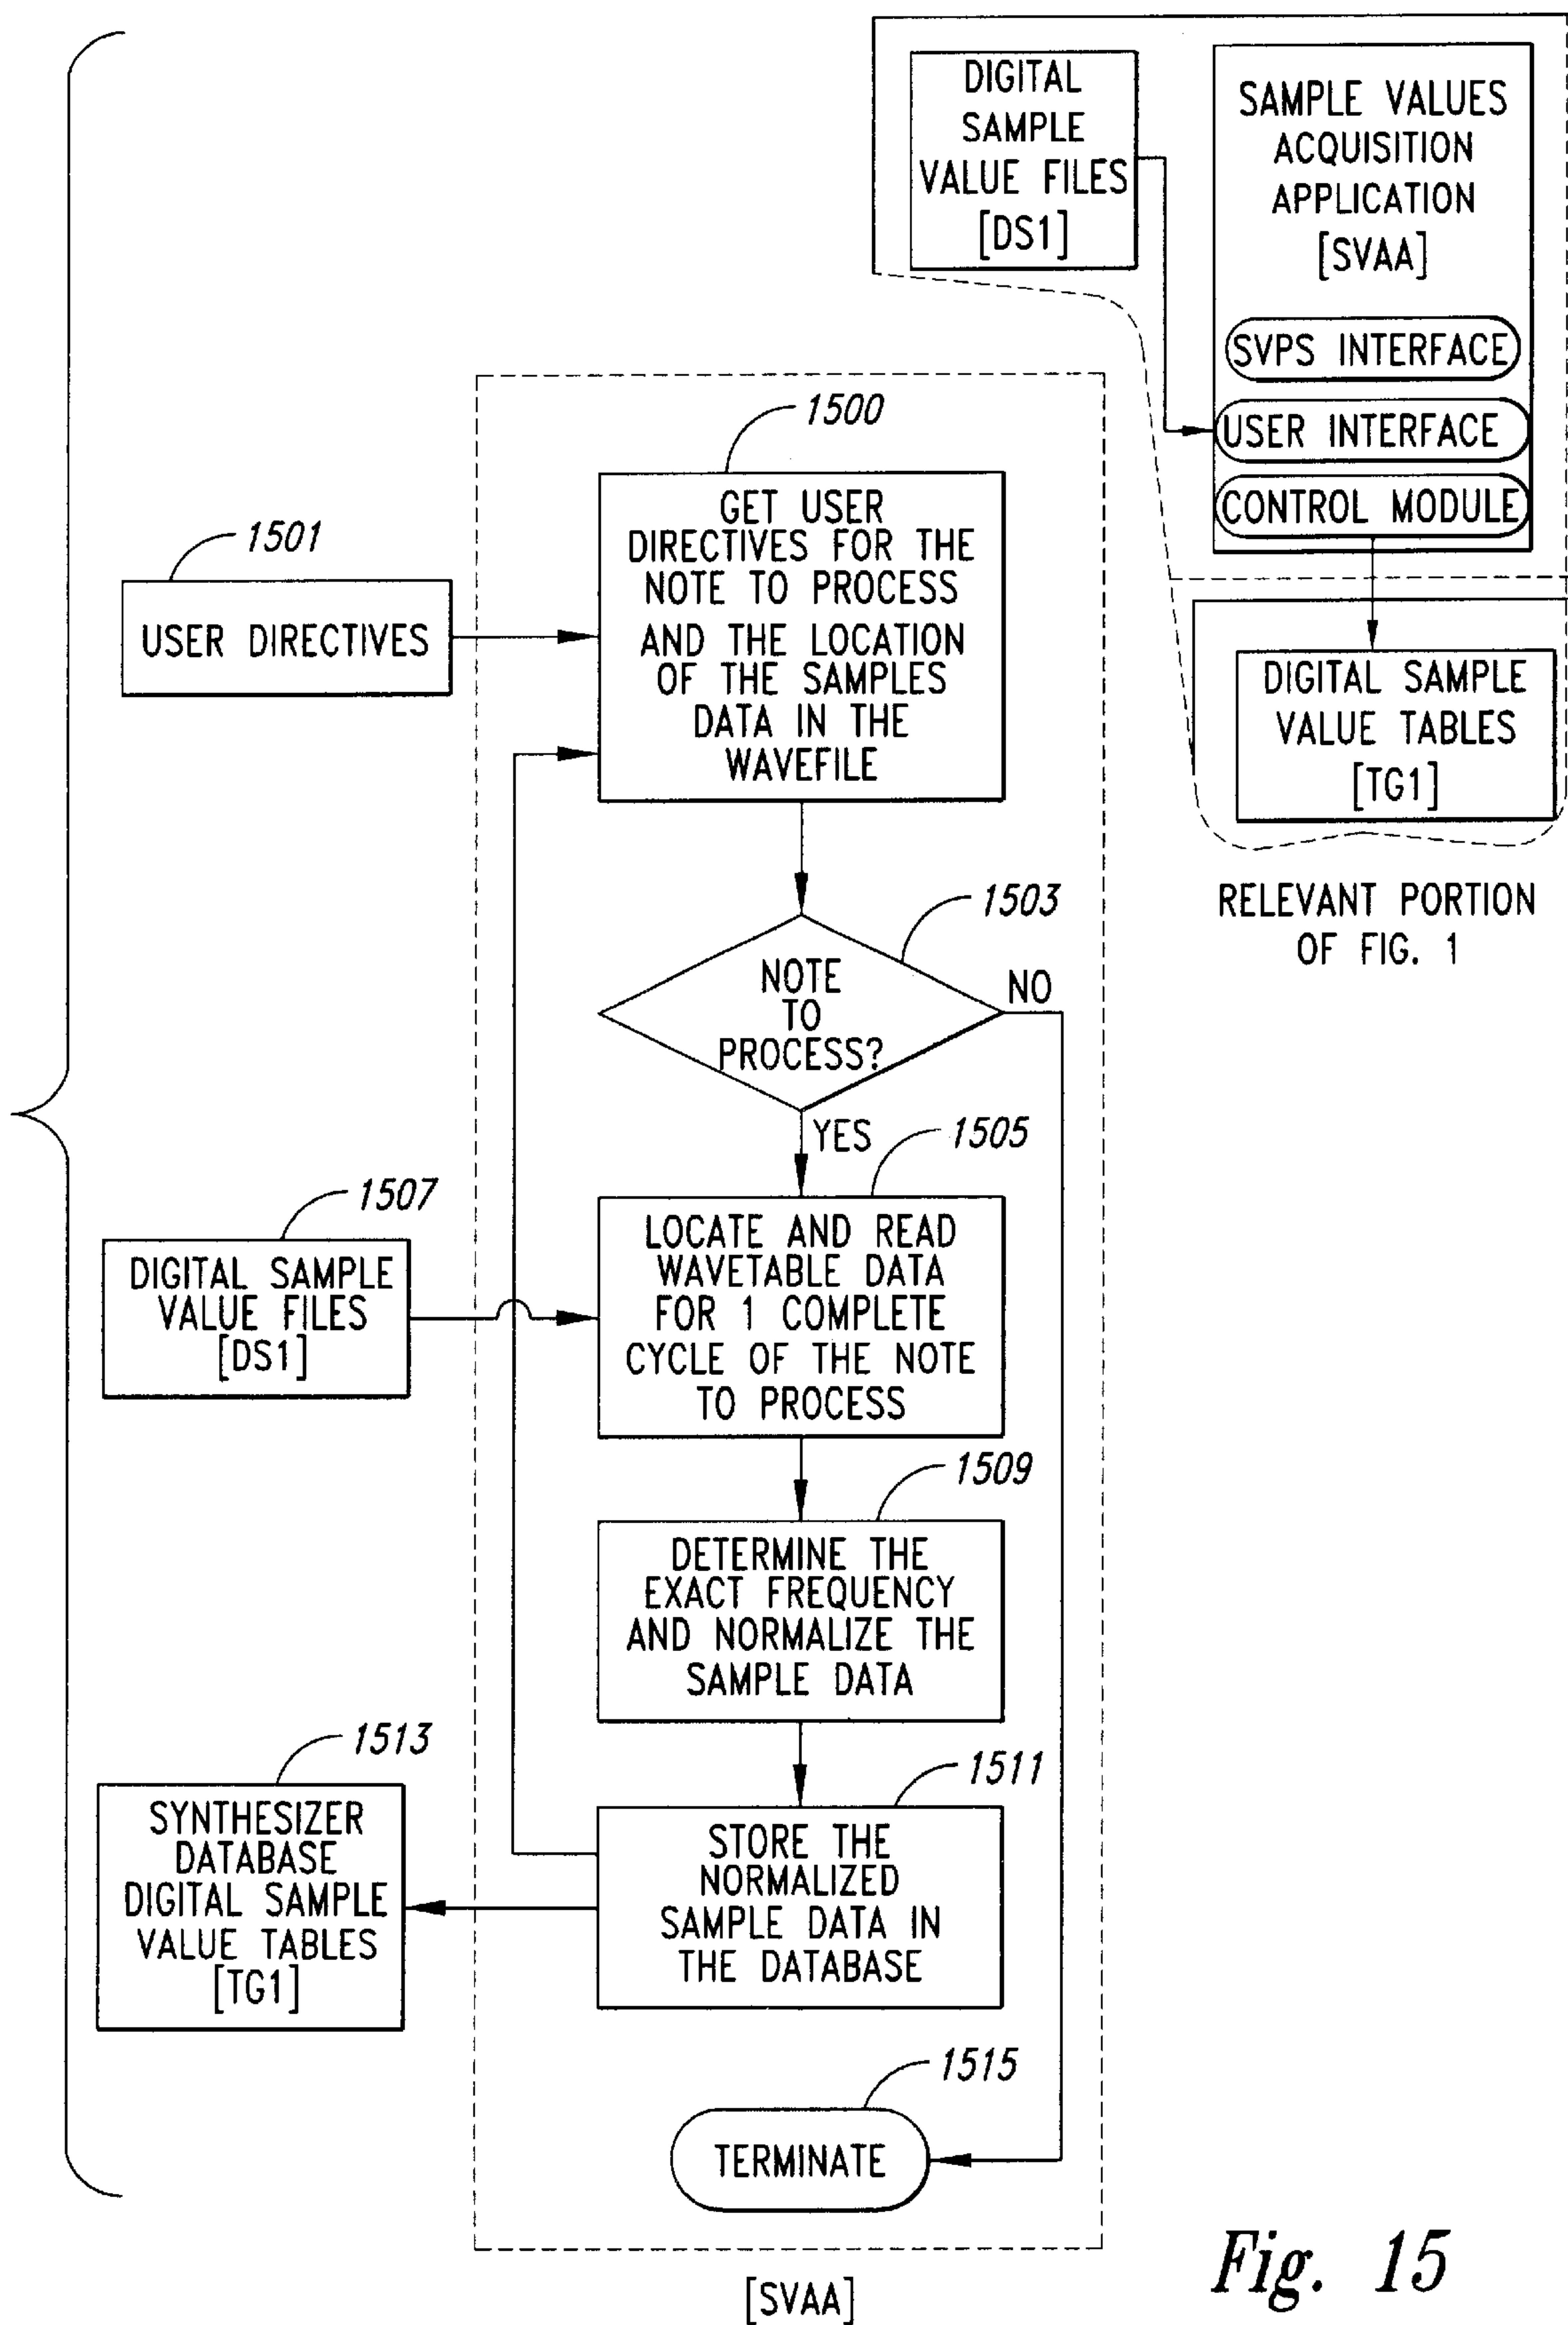 DIGITAL
SAMPLE
VALUE FILES
[DS1]
SAMPLE VALUES
ACQUISITION
APPLICATION
[SVAA]
SVPS INTERFACE
USER INTERFACE
CONTROL MODULE
DIGITAL SAMPLE
VALUE TABLES
[TG1]
RELEVANT PORTION
OF FIG. 1
1500
GET USER
DIRECTIVES FOR THE
NOTE TO PROCESS
AND THE LOCATION
OF THE SAMPLES
DATA IN THE
WAVEFILE
1501
USER DIRECTIVES
1503
NOTE
TO
PROCESS?
NO
YES
1505
LOCATE AND READ
WAVETABLE DATA
FOR 1 COMPLETE
CYCLE OF THE NOTE
TO PROCESS
1507
DIGITAL SAMPLE
VALUE FILES
[DS1]
1509
DETERMINE THE
EXACT FREQUENCY
AND NORMALIZE THE
SAMPLE DATA
1511
STORE THE
NORMALIZED
SAMPLE DATA IN
THE DATABASE
1513
SYNTHESIZER
DATABASE
DIGITAL SAMPLE
VALUE TABLES
[TG1]
1515
TERMINATE
[SVAA]
Fig. 15